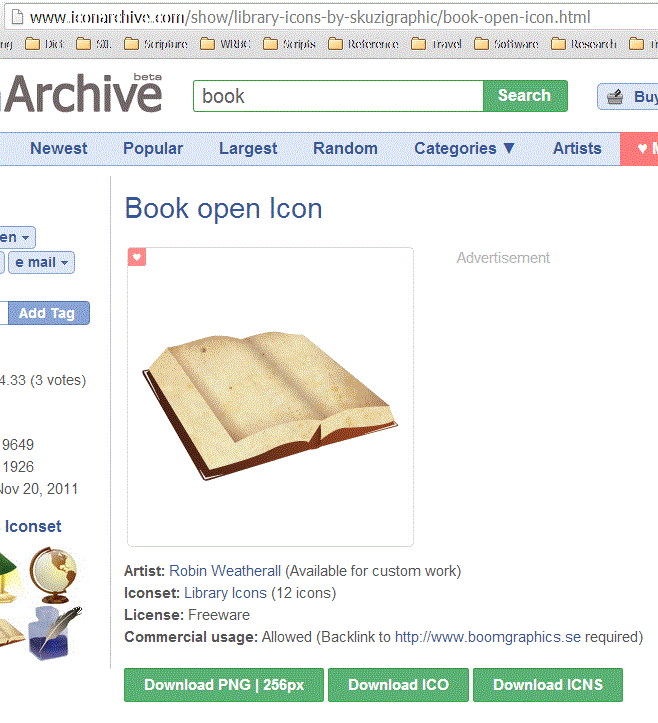 www.iconarchive.com/show/library-icons-by-skuzigraphic/book-open-icon.html
ng Dict SIL Scripture WRBC Scripts Reference Travel Software Research
Archive beta
book Search Buy
Newest Popular Largest Random Categories ▼ Artists ♥ M
Book open Icon
en
Advertisement
e mail
Add Tag
4.33 (3 votes)
9649
1926
Nov 20, 2011
Iconset
Artist: Robin Weatherall (Available for custom work)
Iconset: Library Icons (12 icons)
License: Freeware
Commercial usage: Allowed (Backlink to http://www.boomgraphics.se required)
Download PNG | 256px Download ICO Download ICNS